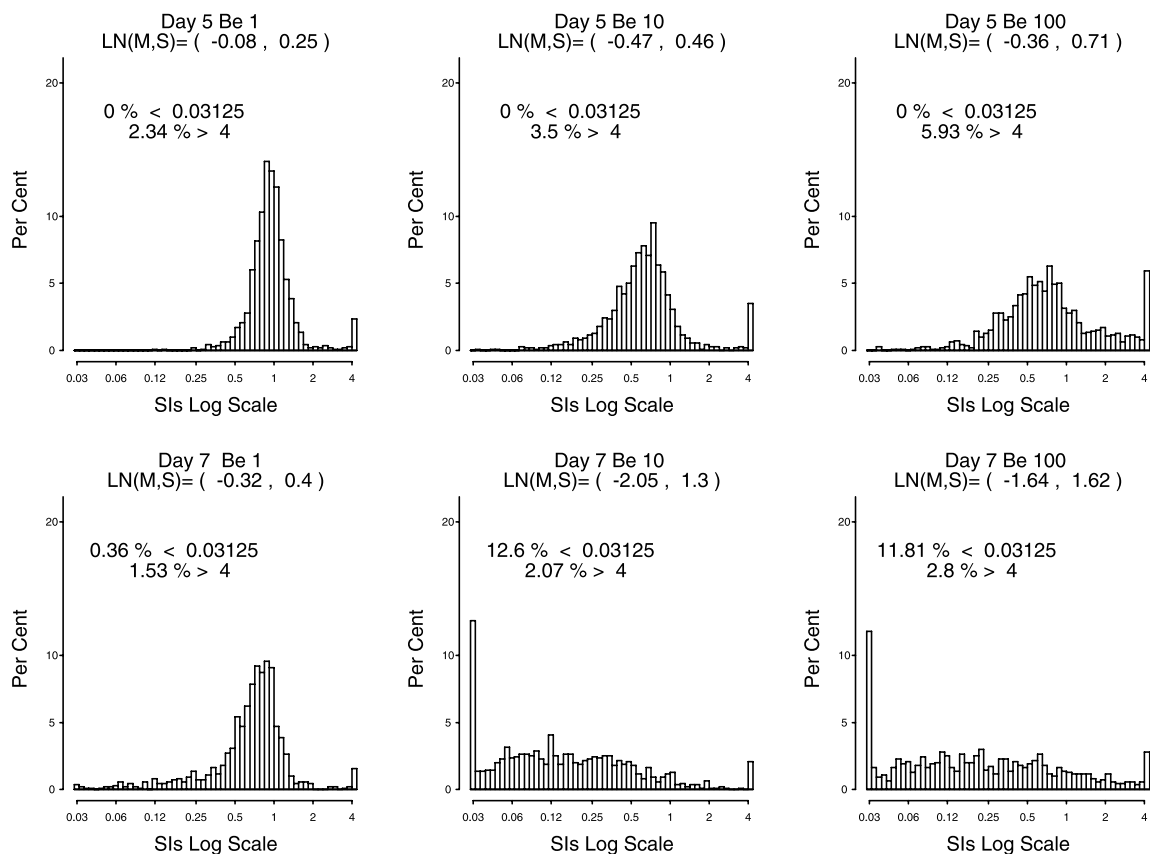 Day 5 Be 1
LN(M,S)= ( -0.08 , 0.25 )
0 % < 0.03125
2.34 % > 4
Per Cent
20
10
5
0
0.03 0.06 0.12 0.25 0.5 1 2 4
SIs Log Scale
Day 5 Be 10
LN(M,S)= ( -0.47 , 0.46 )
0 % < 0.03125
3.5 % > 4
Per Cent
20
10
5
0
0.03 0.06 0.12 0.25 0.5 1 2 4
SIs Log Scale
Day 5 Be 100
LN(M,S)= ( -0.36 , 0.71 )
0 % < 0.03125
5.93 % > 4
Per Cent
20
10
5
0
0.03 0.06 0.12 0.25 0.5 1 2 4
SIs Log Scale
Day 7 Be 1
LN(M,S)= ( -0.32 , 0.4 )
0.36 % < 0.03125
1.53 % > 4
Per Cent
20
10
5
0
0.03 0.06 0.12 0.25 0.5 1 2 4
SIs Log Scale
Day 7 Be 10
LN(M,S)= ( -2.05 , 1.3 )
12.6 % < 0.03125
2.07 % > 4
Per Cent
20
10
5
0
0.03 0.06 0.12 0.25 0.5 1 2 4
SIs Log Scale
Day 7 Be 100
LN(M,S)= ( -1.64 , 1.62 )
11.81 % < 0.03125
2.8 % > 4
Per Cent
20
10
5
0
0.03 0.06 0.12 0.25 0.5 1 2 4
SIs Log Scale